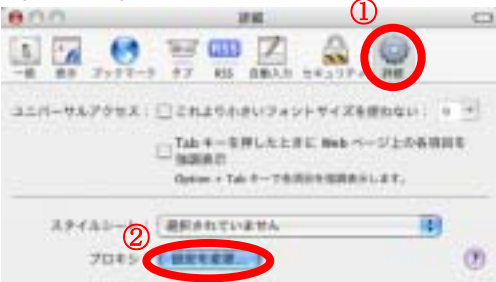 ①
詳細
一般 表示 ブックマーク タブ RSS 自動入力 セキュリティ 詳細
ユニバーサルアクセス： これより小さいフォントサイズを使わない： 9
Tab キーを押したときに Web ページ上の各項目を
強調表示
Option + Tab キーで各項目を強調表示します。
スタイルシート： 選択されていません
②
プロキシ： 設定を変更... ?